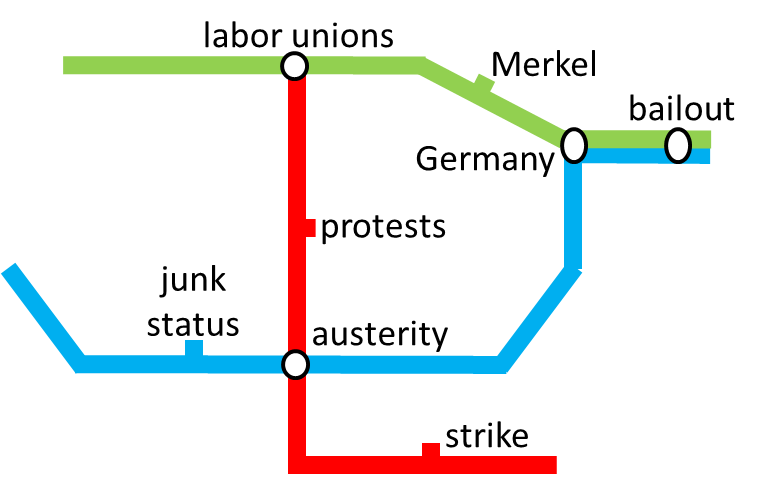 labor unions
Merkel
bailout
Germany
protests
junk
status
austerity
strike